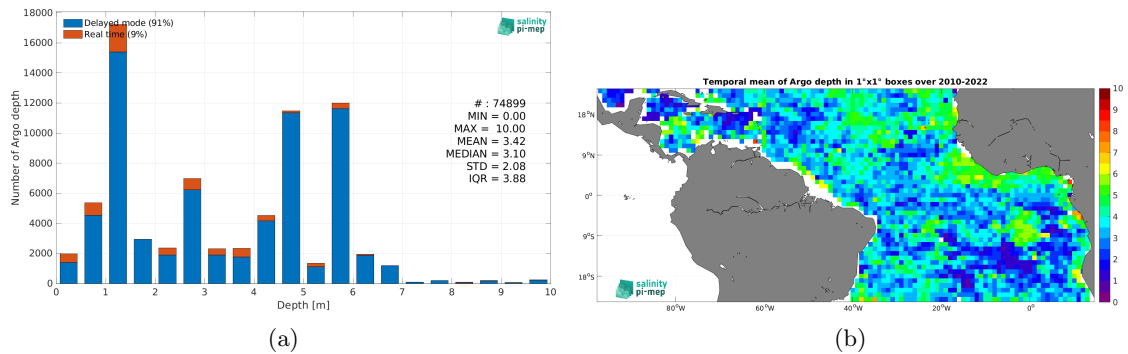 Number of Argo depth
18000
16000
14000
12000
10000
8000
6000
4000
2000
0
Delayed mode (91%)
Real time (9%)
salinity
pi-mep
# : 74899
MIN = 0.00
MAX = 10.00
MEAN = 3.42
MEDIAN = 3.10
STD = 2.08
IQR = 3.88
0 1 2 3 4 5 6 7 8 9 10
Depth [m]
(a)
Temporal mean of Argo depth in 1°x1° boxes over 2010-2022
18°N
9°N
0°
9°S
18°S
salinity
pi-mep
80°W 60°W 40°W 20°W 0°
10
9
8
7
6
5
4
3
2
1
0
(b)